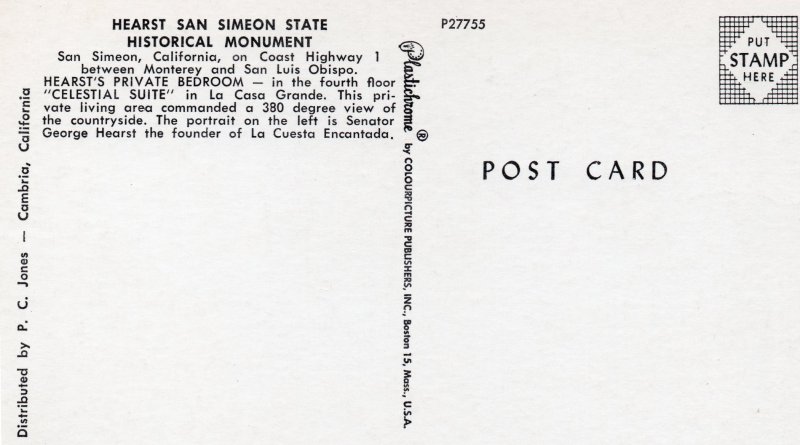 HEARST SAN SIMEON STATE
HISTORICAL MONUMENT
San Simeon, California, on Coast Highway 1
between Monterey and San Luis Obispo.
HEARST'S PRIVATE BEDROOM — in the fourth floor
"CELESTIAL SUITE" in La Casa Grande. This pri-
vate living area commanded a 380 degree view of
the countryside. The portrait on the left is Senator
George Hearst the founder of La Cuesta Encantada.
Distributed by P. C. Jones — Cambria, California
Plastichrome ® by COLOURPICTURE PUBLISHERS, INC., Boston 15, Mass., U.S.A.
P27755
PUT
STAMP
HERE
POST CARD